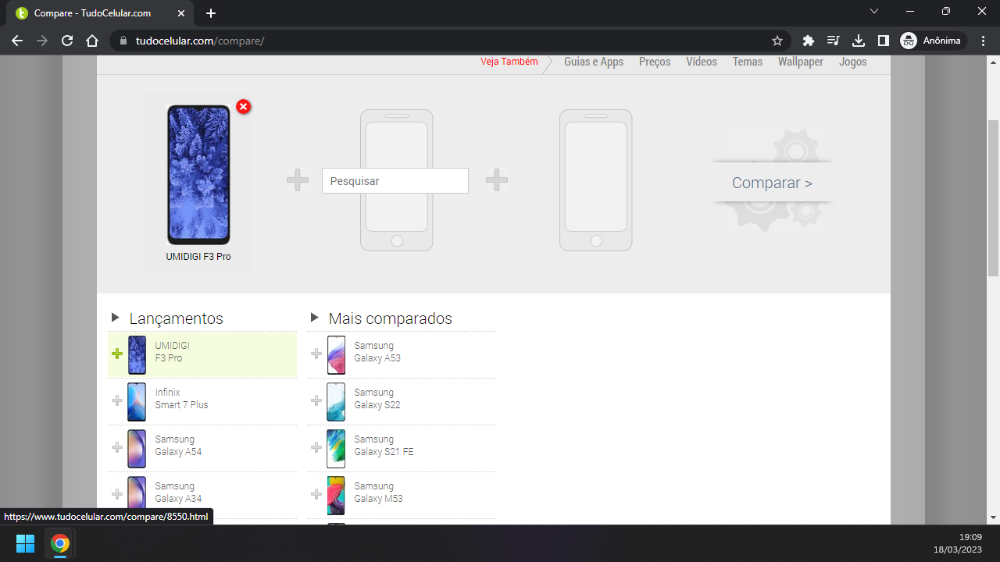 Compare - TudoCelular.com
tudocelular.com/compare/
Anônima
Veja Também
Guias e Apps
Preços
Vídeos
Temas
Wallpaper
Jogos
UMIDIGI F3 Pro
Pesquisar
Comparar >
Lançamentos
UMIDIGI
F3 Pro
Infinix
Smart 7 Plus
Samsung
Galaxy A54
Samsung
Galaxy A34
Mais comparados
Samsung
Galaxy A53
Samsung
Galaxy S22
Samsung
Galaxy S21 FE
Samsung
Galaxy M53
https://www.tudocelular.com/compare/8550.html
19:09
18/03/2023